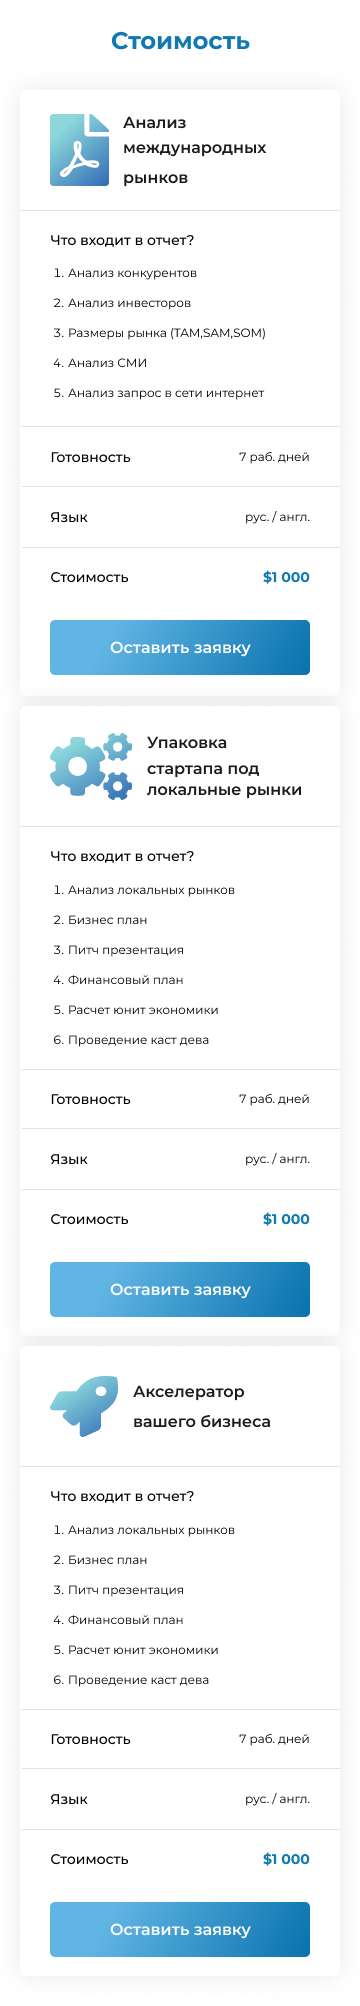 Стоимость
Анализ
международных
рынков
Что входит в отчет?
1. Анализ конкурентов
2. Анализ инвесторов
3. Размеры рынка (TAM,SAM,SOM)
4. Анализ СМИ
5. Анализ запрос в сети интернет
Готовность 7 раб. дней
Язык рус. / англ.
Стоимость $1 000
Оставить заявку
Упаковка
стартапа под
локальные рынки
Что входит в отчет?
1. Анализ локальных рынков
2. Бизнес план
3. Питч презентация
4. Финансовый план
5. Расчет юнит экономики
6. Проведение каст дева
Готовность 7 раб. дней
Язык рус. / англ.
Стоимость $1 000
Оставить заявку
Акселератор
вашего бизнеса
Что входит в отчет?
1. Анализ локальных рынков
2. Бизнес план
3. Питч презентация
4. Финансовый план
5. Расчет юнит экономики
6. Проведение каст дева
Готовность 7 раб. дней
Язык рус. / англ.
Стоимость $1 000
Оставить заявку